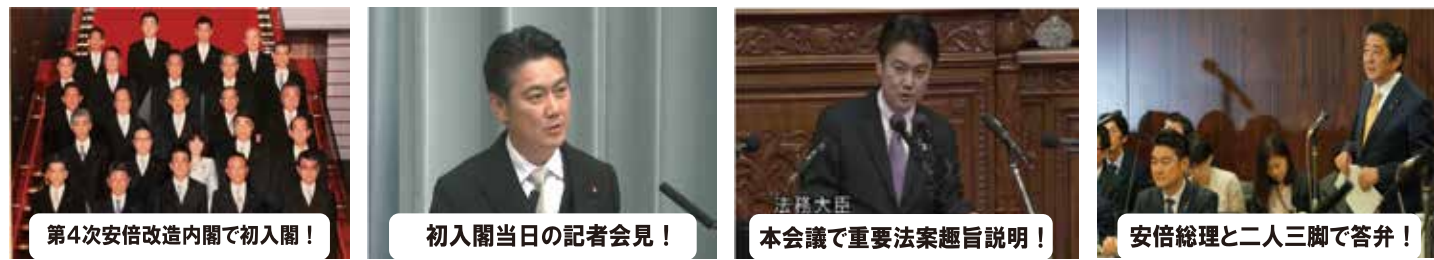 第4次安倍改造内閣で初入閣！
初入閣当日の記者会見！
法務大臣
本会議で重要法案趣旨説明！
安倍総理と二人三脚で答弁！